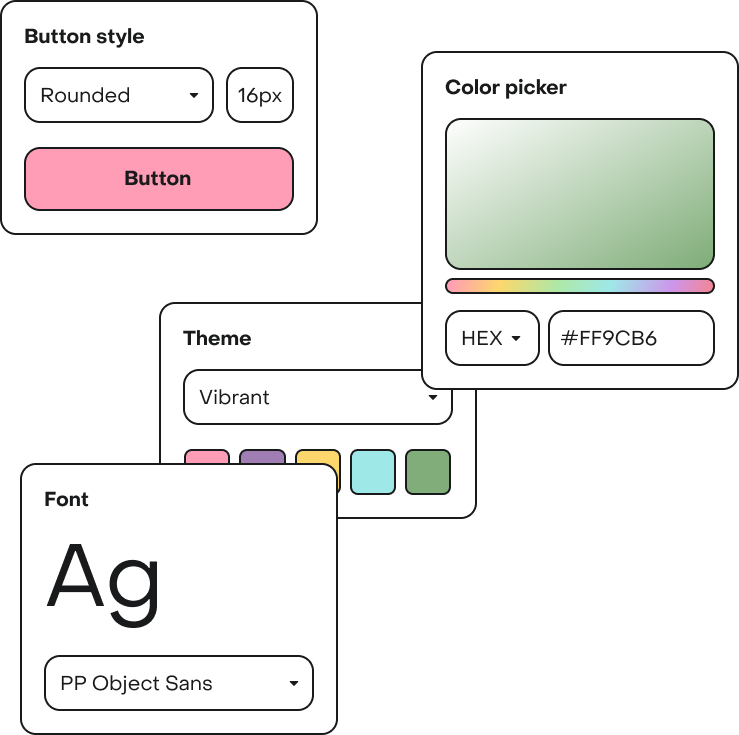 Button style
Rounded
16px
Button
Color picker
HEX
#FF9CB6
Theme
Vibrant
Font
Ag
PP Object Sans